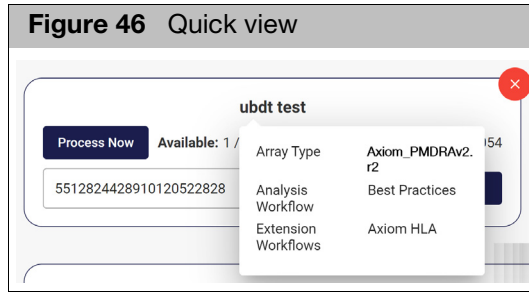 Figure 46 Quick view
ubdt test
Process Now Available: 1 / 54
5512824428910120522828
Array Type Axiom_PMDRAv2.
r2
Analysis Best Practices
Workflow
Extension Axiom HLA
Workflows